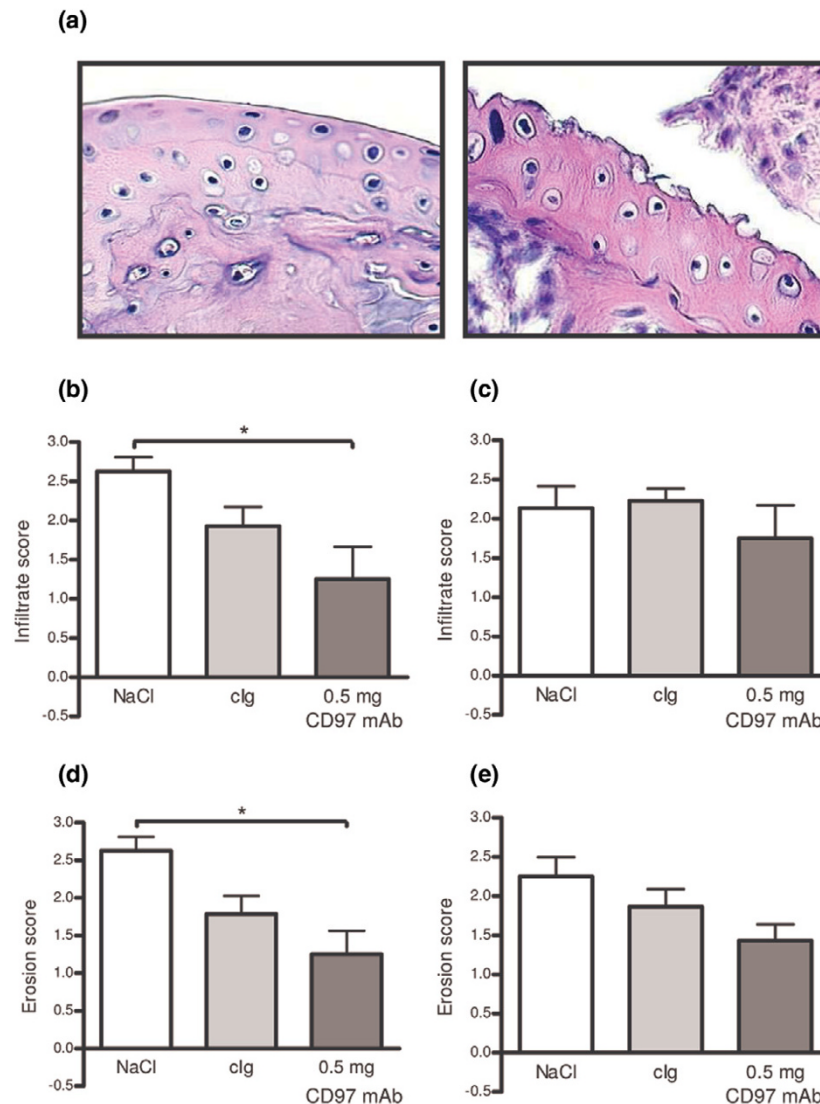 (a)
(b)
(c)
*
3.0
2.5
2.0
1.5
1.0
0.5
0.0
-0.5
Infiltrate score
NaCl
cIg
0.5 mg
CD97 mAb
3.0
2.5
2.0
1.5
1.0
0.5
0.0
-0.5
Infiltrate score
NaCl
cIg
0.5 mg
CD97 mAb
(d)
(e)
*
3.0
2.5
2.0
1.5
1.0
0.5
0.0
-0.5
Erosion score
NaCl
cIg
0.5 mg
CD97 mAb
3.0
2.5
2.0
1.5
1.0
0.5
0.0
-0.5
Erosion score
NaCl
cIg
0.5 mg
CD97 mAb